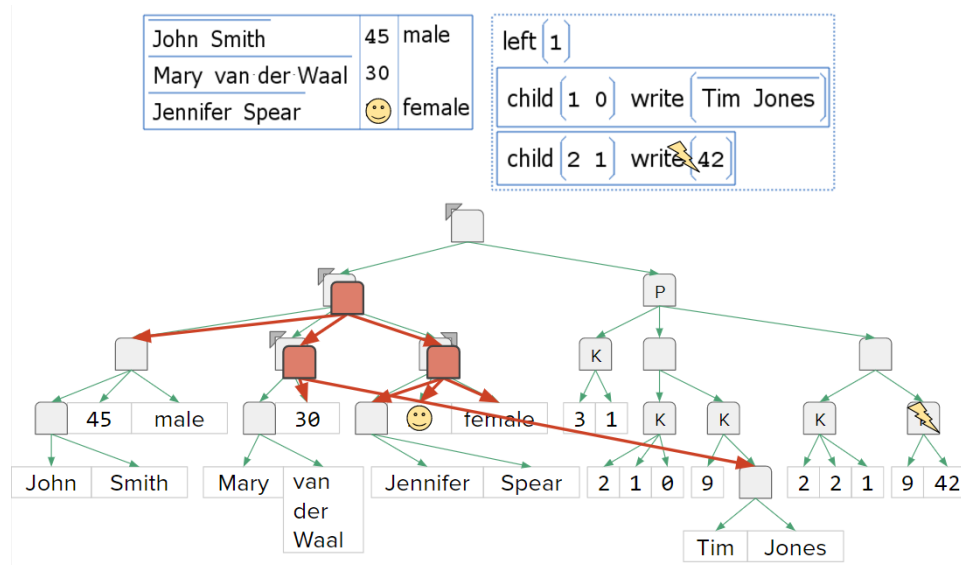 John Smith 45 male
Mary van der Waal 30
Jennifer Spear female
left 1
child 1 0 write Tim Jones
child 2 1 write 42
P
K
45 male 30 female 3 1 K K K
John Smith Mary van Jennifer Spear 2 1 0 9 2 2 1 9 42
der
Waal
Tim Jones